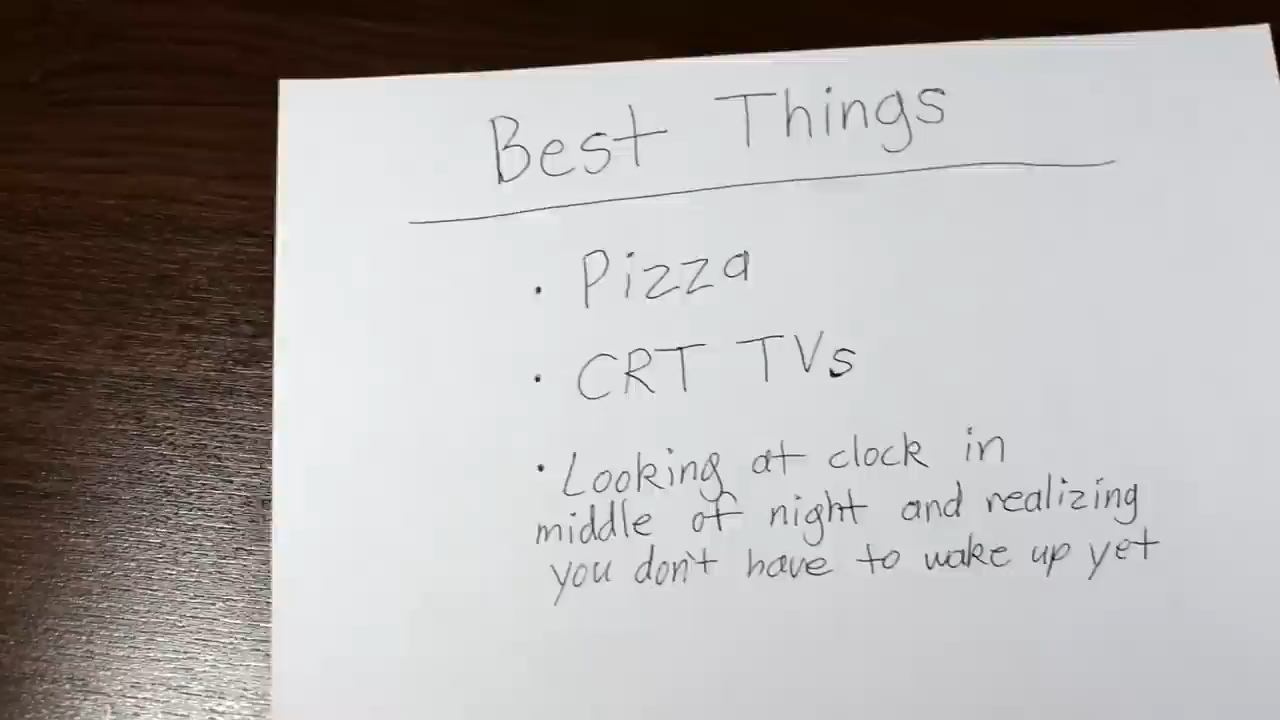 Best Things
· Pizza
· CRT TVs
· Looking at clock in
middle of night and realizing
you don't have to wake up yet